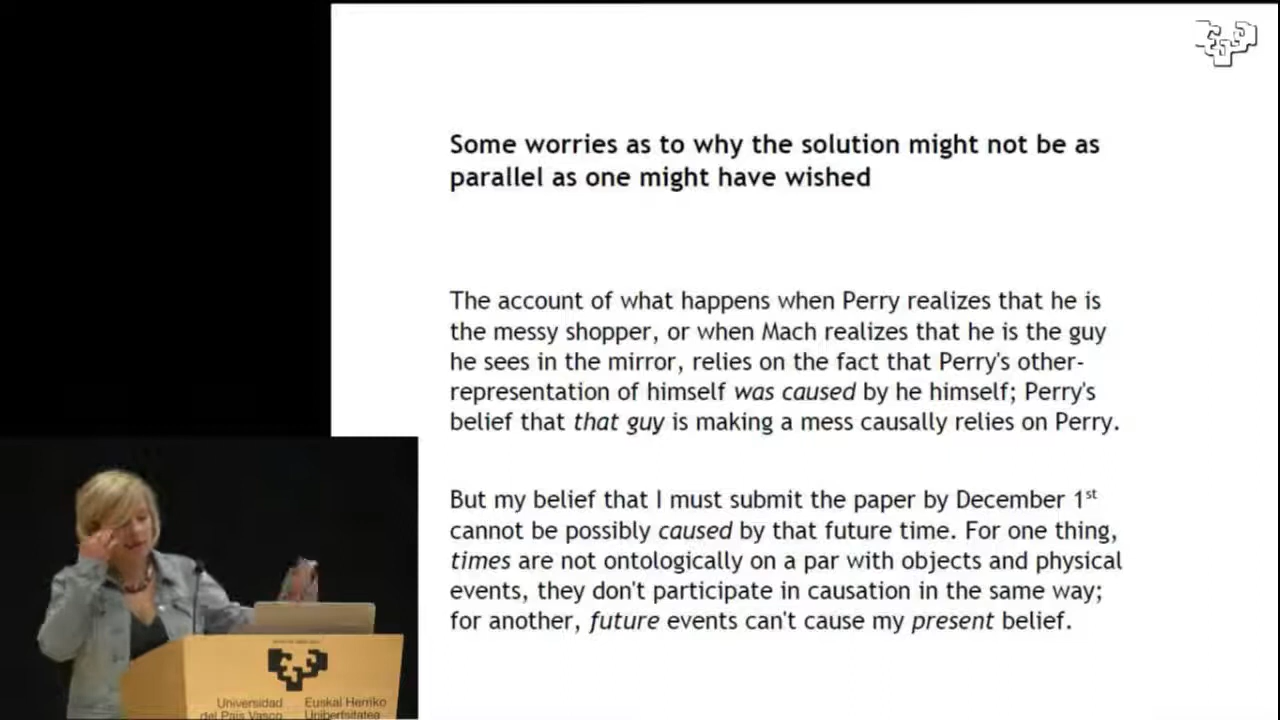 Some worries as to why the solution might not be as
parallel as one might have wished
The account of what happens when Perry realizes that he is
the messy shopper, or when Mach realizes that he is the guy
he sees in the mirror, relies on the fact that Perry's other-
representation of himself was caused by he himself; Perry's
belief that that guy is making a mess causally relies on Perry.
But my belief that I must submit the paper by December 1st
cannot be possibly caused by that future time. For one thing,
times are not ontologically on a par with objects and physical
events, they don't participate in causation in the same way;
for another, future events can't cause my present belief.
Universidad
del País Vasco
Euskal Herriko
Unibertsitatea